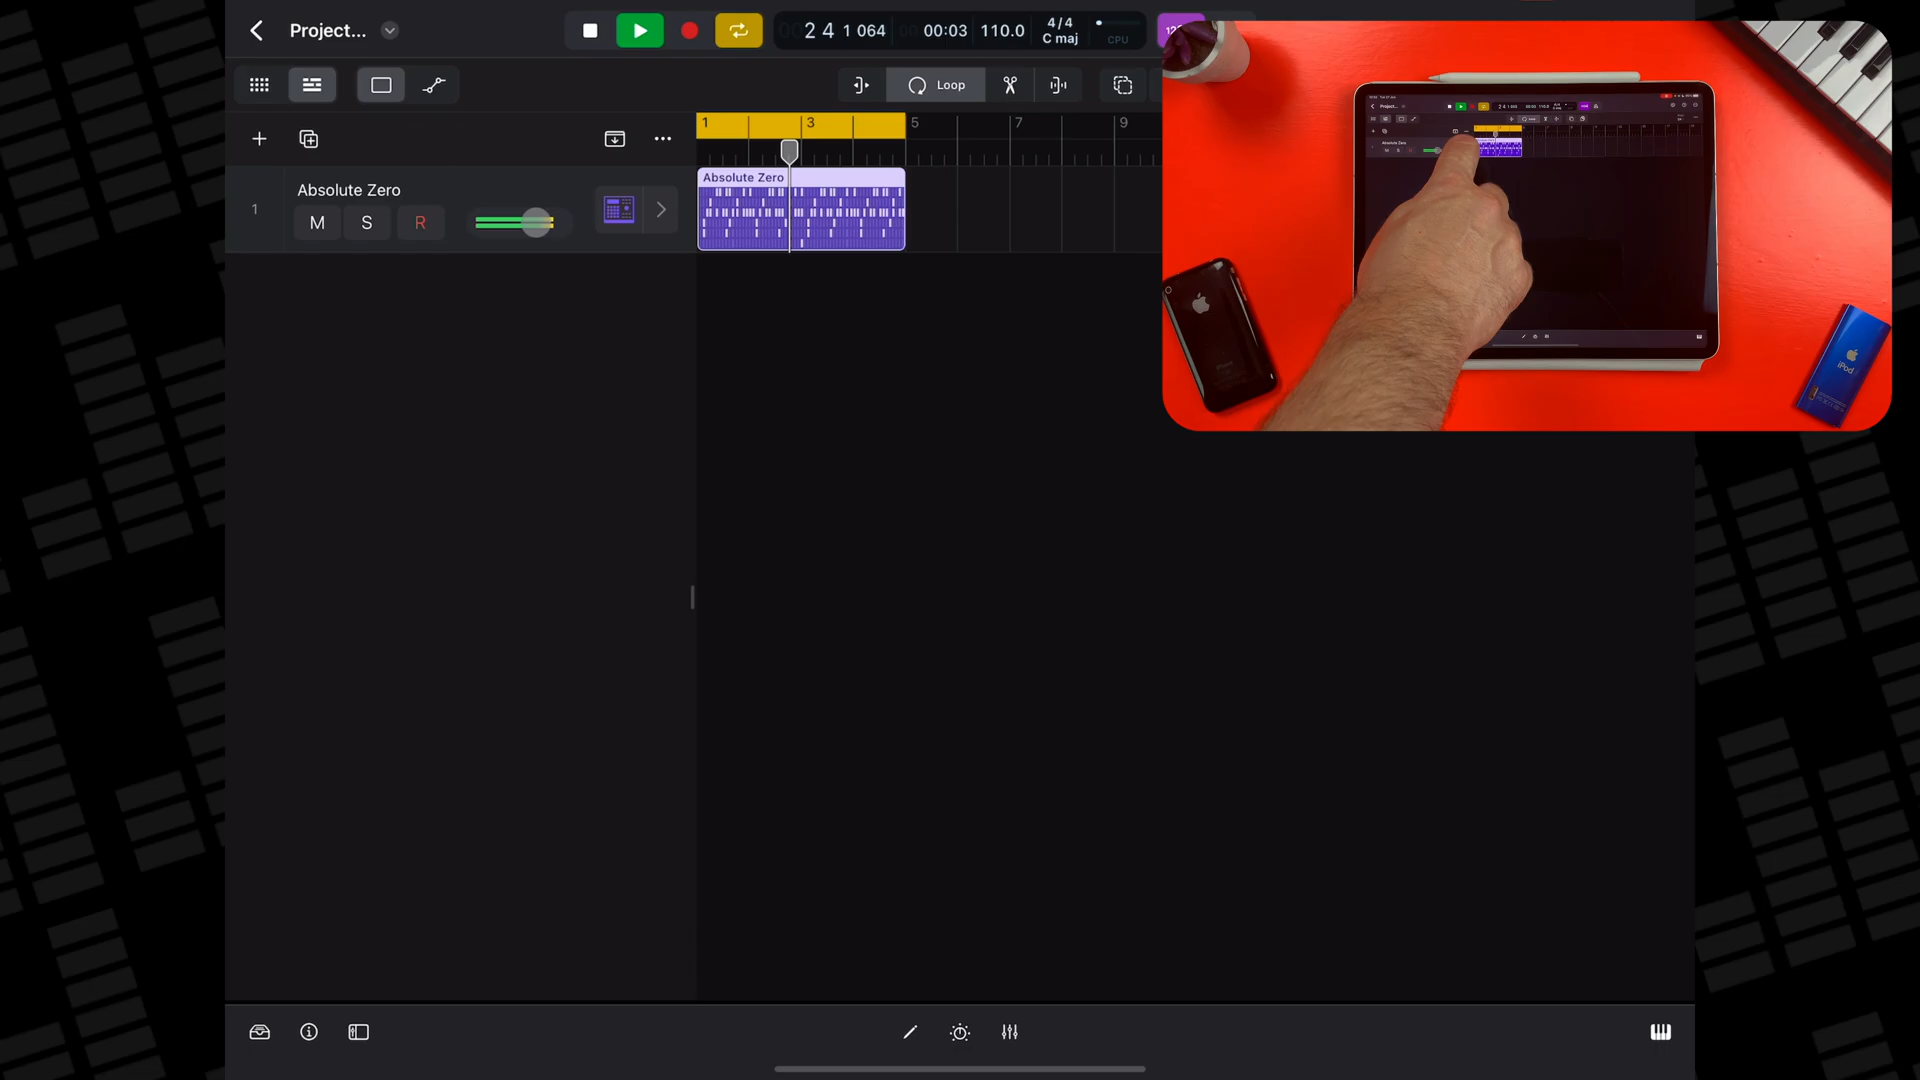 Project...
2 4 1 064
00:03
110.0
4/4
C maj
CPU
Loop
1 3 5 7 9
1
Absolute Zero
M S R
Absolute Zero
iPod